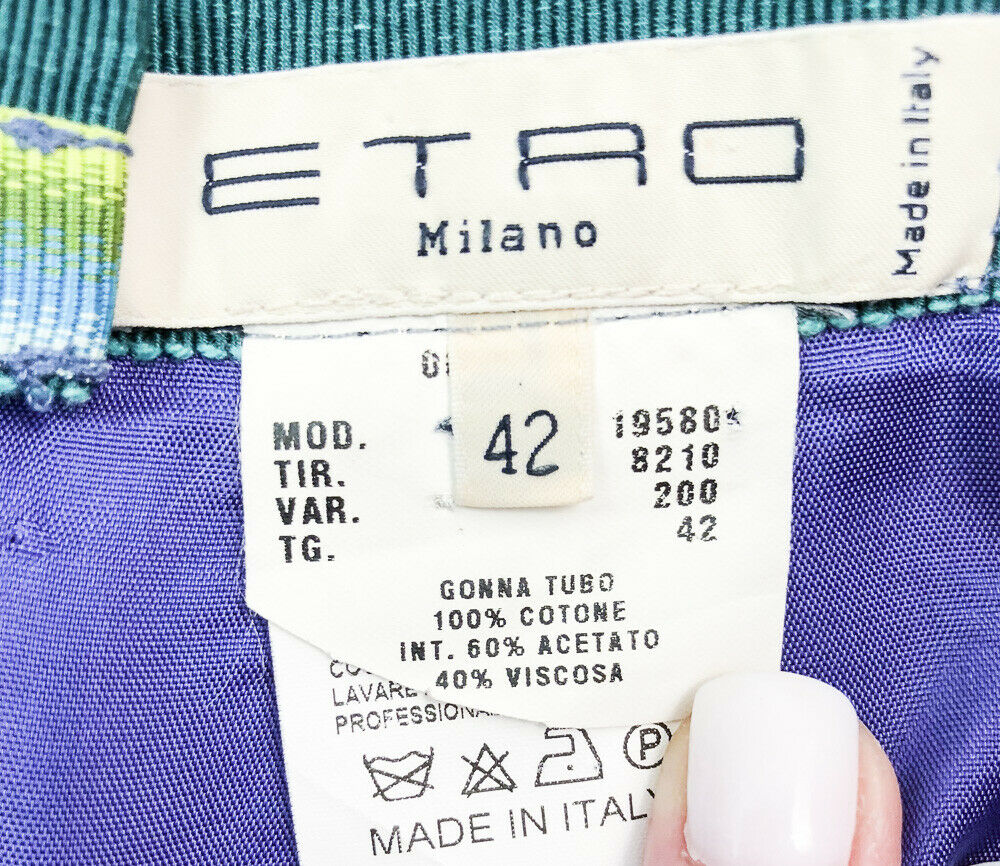 ETRO
Milano
Made in Italy
42
MOD. 19580*
TIR. 8210
VAR. 200
TG. 42
GONNA TUBO
100% COTONE
INT. 60% ACETATO
40% VISCOSA
LAVARE
P
MADE IN ITALY